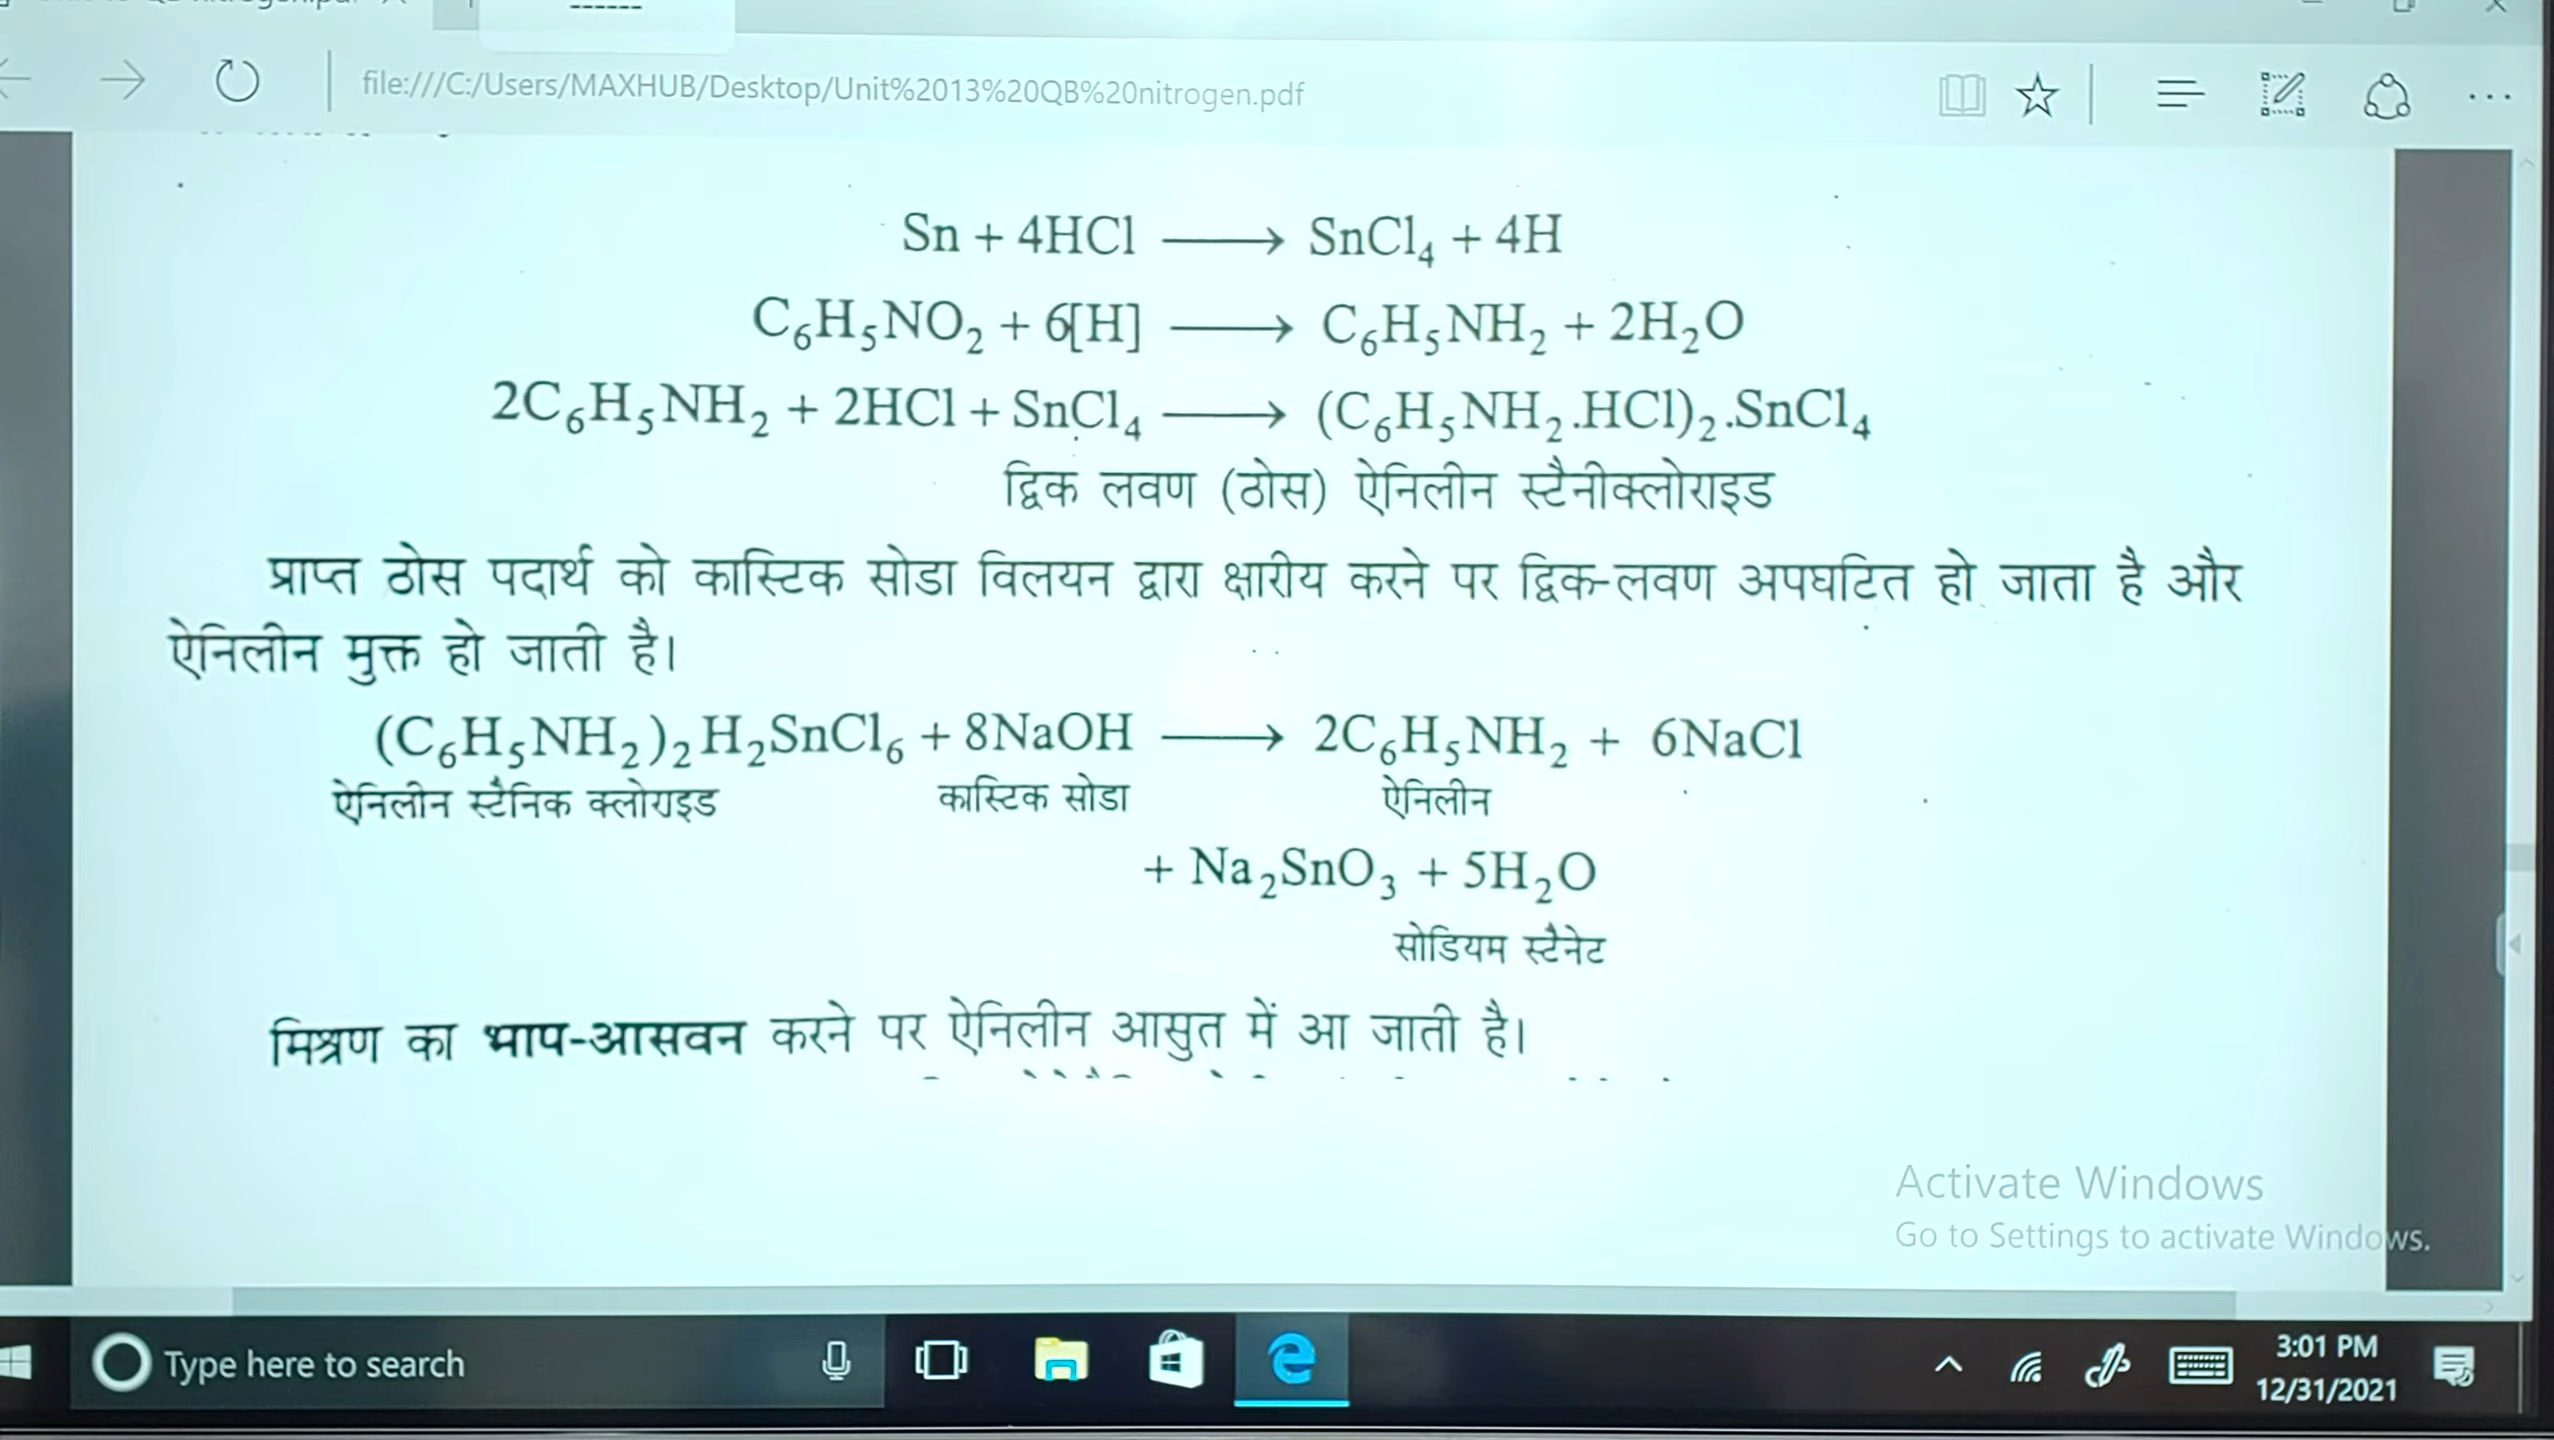 file:///C:/Users/MAXHUB/Desktop/Unit%2013%20QB%20nitrogen.pdf
Sn + 4HCl ⟶ SnCl₄ + 4H
C₆H₅NO₂ + 6[H] ⟶ C₆H₅NH₂ + 2H₂O
2C₆H₅NH₂ + 2HCl + SnCl₄ ⟶ (C₆H₅NH₂.HCl)₂.SnCl₄
द्विक लवण (ठोस) ऐनिलीन स्टैनीक्लोराइड
प्राप्त ठोस पदार्थ को कास्टिक सोडा विलयन द्वारा क्षारीय करने पर द्विक-लवण अपघटित हो जाता है और
ऐनिलीन मुक्त हो जाती है।
(C₆H₅NH₂)₂H₂SnCl₆ + 8NaOH ⟶ 2C₆H₅NH₂ + 6NaCl
ऐनिलीन स्टैनिक क्लोराइड कास्टिक सोडा ऐनिलीन
+ Na₂SnO₃ + 5H₂O
सोडियम स्टैनेट
मिश्रण का भाप-आसवन करने पर ऐनिलीन आसुत में आ जाती है।
Activate Windows
Go to Settings to activate Windows.
Type here to search
3:01 PM
12/31/2021